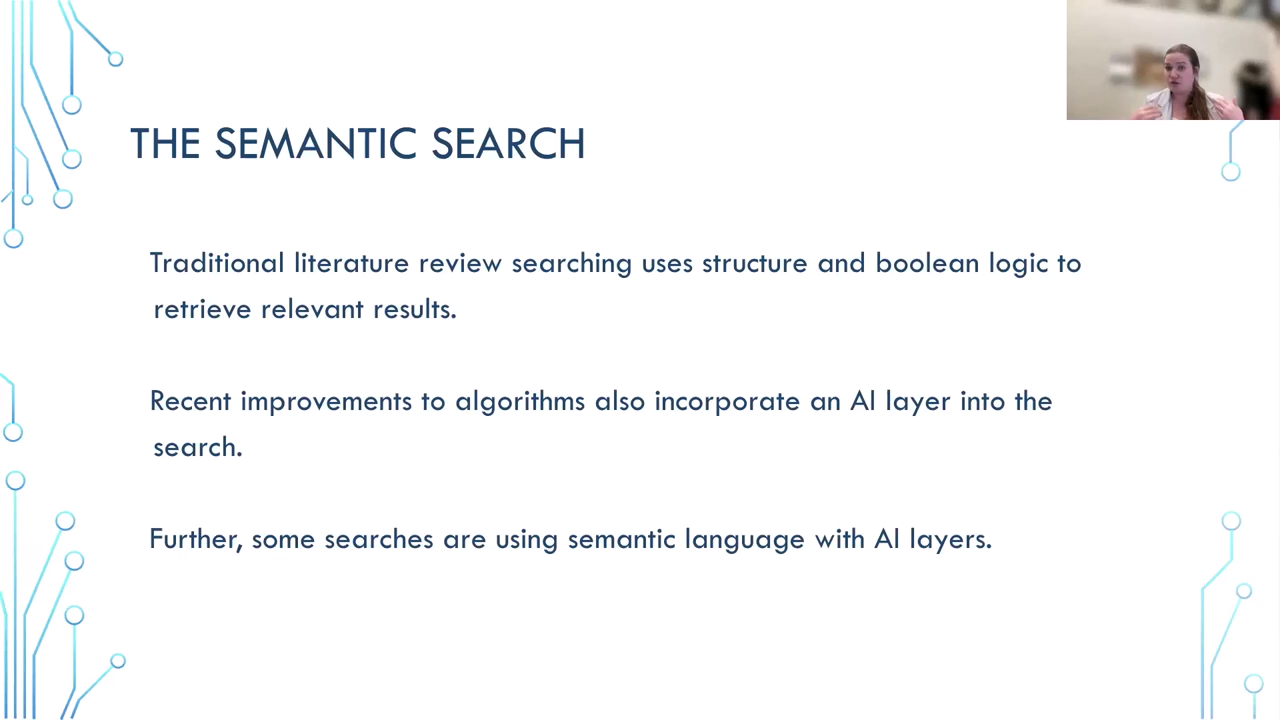 THE SEMANTIC SEARCH
Traditional literature review searching uses structure and boolean logic to
retrieve relevant results.
Recent improvements to algorithms also incorporate an AI layer into the
search.
Further, some searches are using semantic language with AI layers.